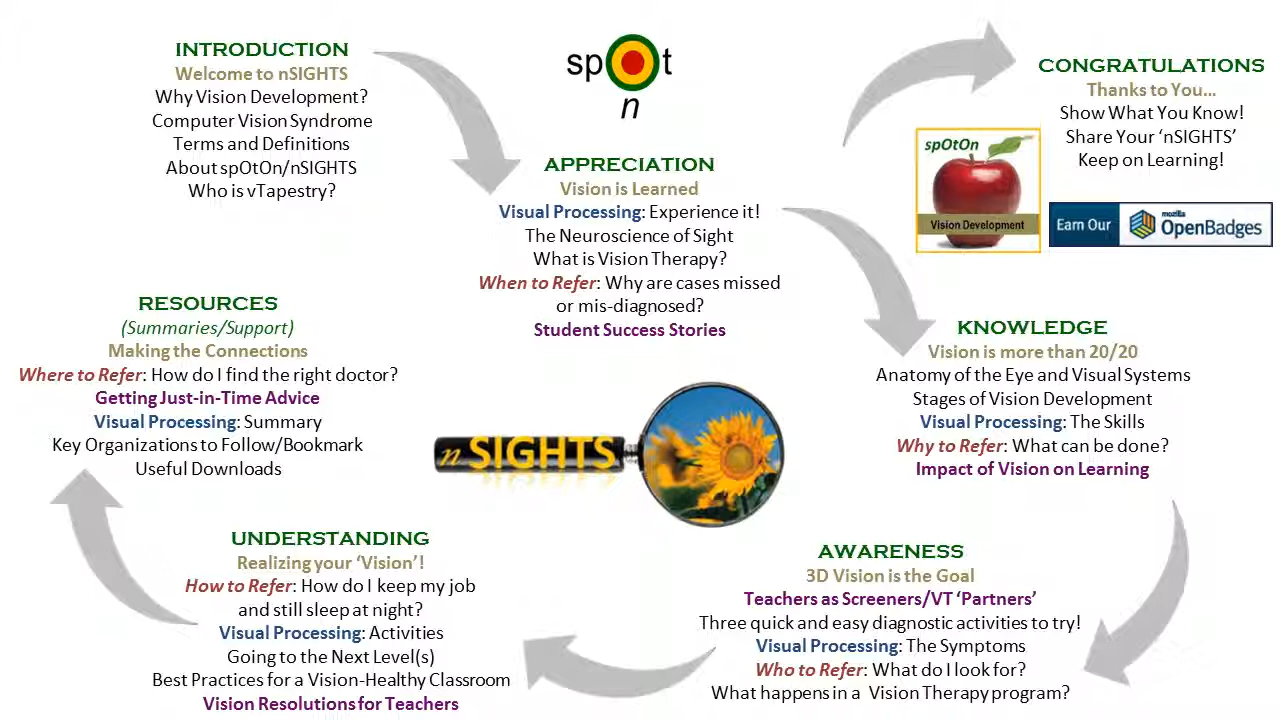 INTRODUCTION
Welcome to nSIGHTS
Why Vision Development?
Computer Vision Syndrome
Terms and Definitions
About spOtOn/nSIGHTS
Who is vTapestry?
spOt
n
APPRECIATION
Vision is Learned
Visual Processing: Experience it!
The Neuroscience of Sight
What is Vision Therapy?
When to Refer: Why are cases missed
or mis-diagnosed?
Student Success Stories
KNOWLEDGE
Vision is more than 20/20
Anatomy of the Eye and Visual Systems
Stages of Vision Development
Visual Processing: The Skills
Why to Refer: What can be done?
Impact of Vision on Learning
AWARENESS
3D Vision is the Goal
Teachers as Screeners/VT ‘Partners’
Three quick and easy diagnostic activities to try!
Visual Processing: The Symptoms
Who to Refer: What do I look for?
What happens in a Vision Therapy program?
UNDERSTANDING
Realizing your ‘Vision’!
How to Refer: How do I keep my job
and still sleep at night?
Visual Processing: Activities
Going to the Next Level(s)
Best Practices for a Vision-Healthy Classroom
Vision Resolutions for Teachers
RESOURCES
(Summaries/Support)
Making the Connections
Where to Refer: How do I find the right doctor?
Getting Just-in-Time Advice
Visual Processing: Summary
Key Organizations to Follow/Bookmark
Useful Downloads
CONGRATULATIONS
Thanks to You…
Show What You Know!
Share Your ‘nSIGHTS’
Keep on Learning!
spOtOn
Vision Development
Earn Our
mozilla
OpenBadges
n SIGHTS